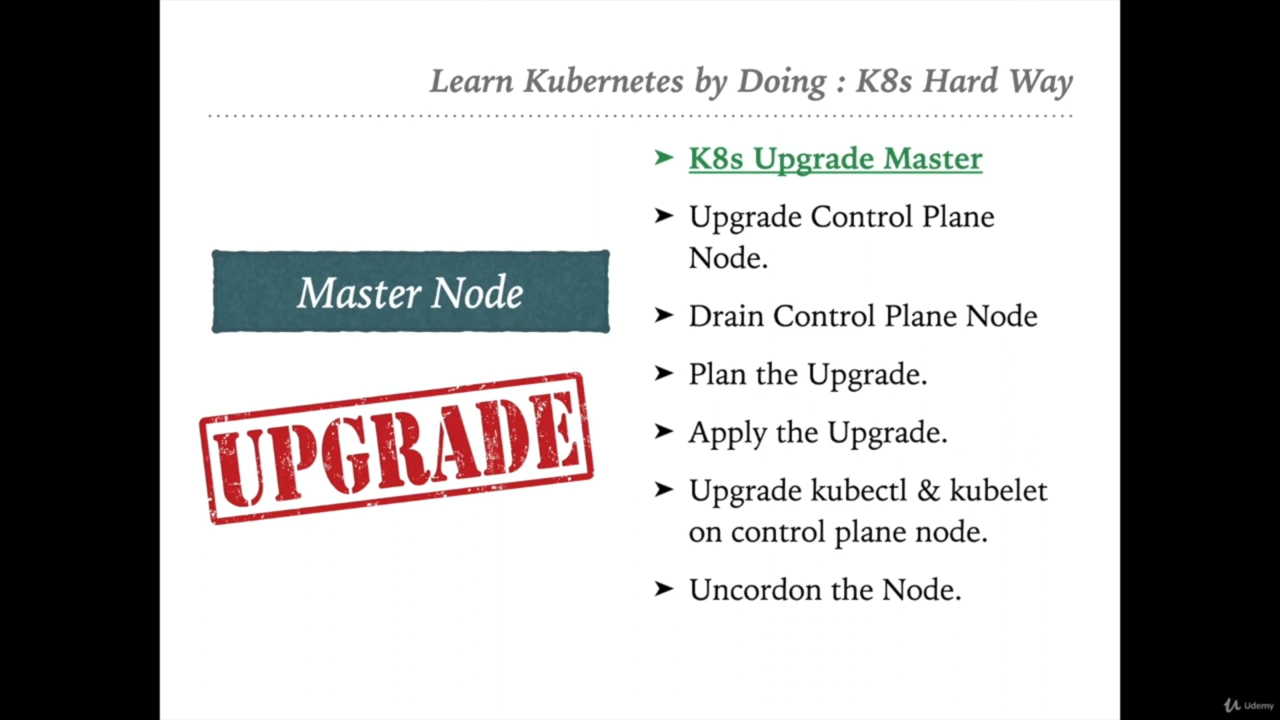 Learn Kubernetes by Doing : K8s Hard Way
➤ K8s Upgrade Master
➤ Upgrade Control Plane
Node.
➤ Drain Control Plane Node
➤ Plan the Upgrade.
➤ Apply the Upgrade.
➤ Upgrade kubectl & kubelet
on control plane node.
➤ Uncordon the Node.
Master Node
UPGRADE
Udemy